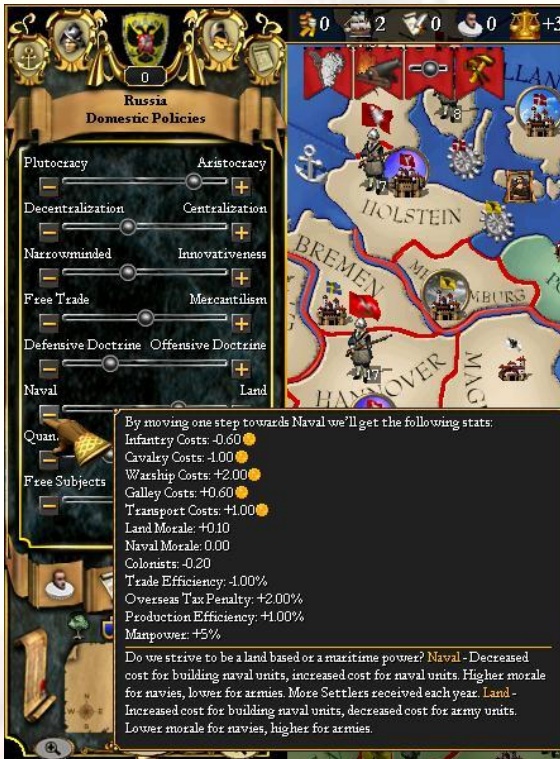 0 2 0 0 +3
0
Russia
Domestic Policies
Plutocracy Aristocracy
Decentralization Centralization
Narrowminded Innovativeness
Free Trade Mercantilism
Defensive Doctrine Offensive Doctrine
Naval Land
Quan
Free Subjects
LLAN
8
7
HOLSTEIN
BREMEN
MBURG
MAG
HANNOVER
17
By moving one step towards Naval we'll get the following stats:
Infantry Costs: -0.60
Cavalry Costs: -1.00
Warship Costs: +2.00
Galley Costs: +0.60
Transport Costs: +1.00
Land Morale: +0.10
Naval Morale: 0.00
Colonists: -0.20
Trade Efficiency: -1.00%
Overseas Tax Penalty: +2.00%
Production Efficiency: +1.00%
Manpower: +5%
Do we strive to be a land based or a maritime power? Naval - Decreased
cost for building naval units, increased cost for naval units. Higher morale
for navies, lower for armies. More Settlers received each year. Land -
Increased cost for building naval units, decreased cost for army units.
Lower morale for navies, higher for armies.
N
W E
S